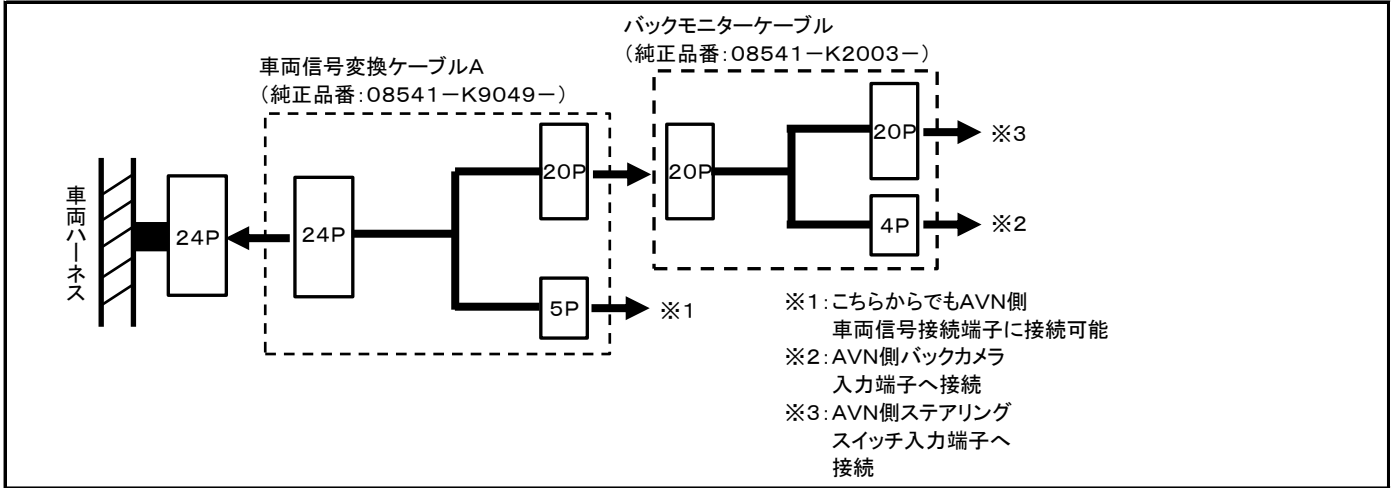 バックモニターケーブル
（純正品番：08541－K2003－）
車両信号変換ケーブルA
（純正品番：08541－K9049－）
車両ハーネス
24P
24P
20P
5P
※1
20P
20P
※3
4P
※2
※1：こちらからでもAVN側
車両信号接続端子に接続可能
※2：AVN側バックカメラ
入力端子へ接続
※3：AVN側ステアリング
スイッチ入力端子へ
接続